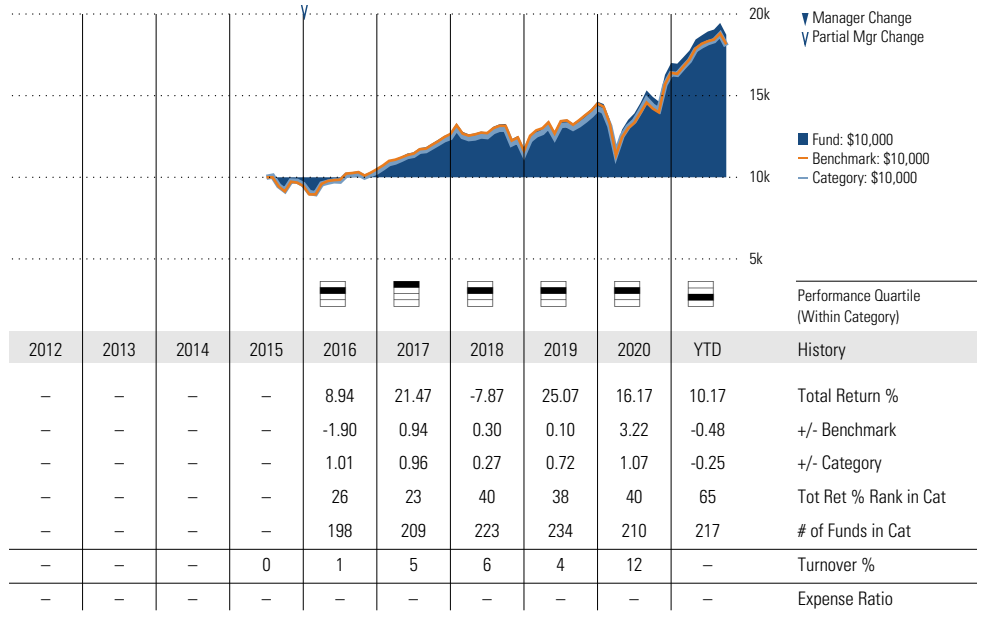 20k
15k
10k
5k
Manager Change
Partial Mgr Change
Fund: $10,000
Benchmark: $10,000
Category: $10,000
Performance Quartile
(Within Category)
2012 2013 2014 2015 2016 2017 2018 2019 2020 YTD History
– – – – 8.94 21.47 -7.87 25.07 16.17 10.17 Total Return %
– – – – -1.90 0.94 0.30 0.10 3.22 -0.48 +/- Benchmark
– – – – 1.01 0.96 0.27 0.72 1.07 -0.25 +/- Category
– – – – 26 23 40 38 40 65 Tot Ret % Rank in Cat
– – – – 198 209 223 234 210 217 # of Funds in Cat
– – – 0 1 5 6 4 12 – Turnover %
– – – – – – – – – – Expense Ratio